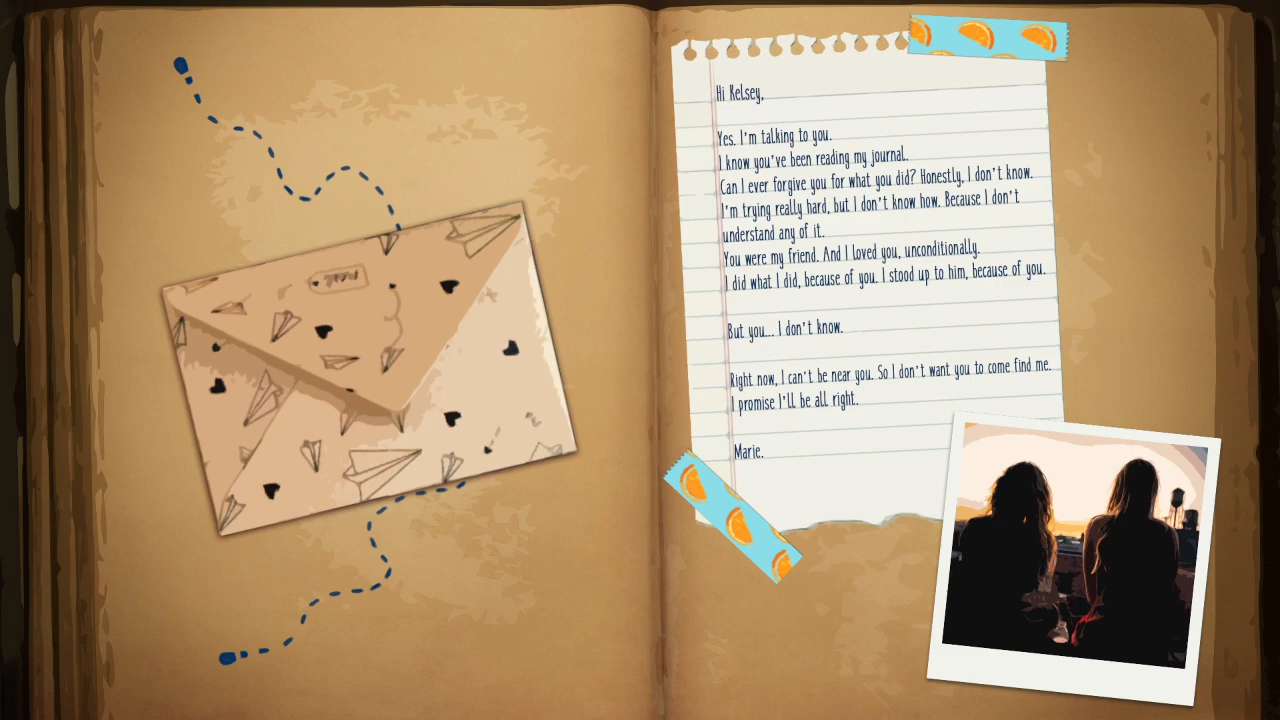 Hi Kelsey,
Yes. I'm talking to you.
I know you've been reading my journal.
Can I ever forgive you for what you did? Honestly, I don't know.
I'm trying really hard, but I don't know how. Because I don't
understand any of it.
You were my friend. And I loved you, unconditionally.
I did what I did, because of you. I stood up to him, because of you.
But you... I don't know.
Right now, I can't be near you. So I don't want you to come find me.
I promise I'll be all right.
Marie.